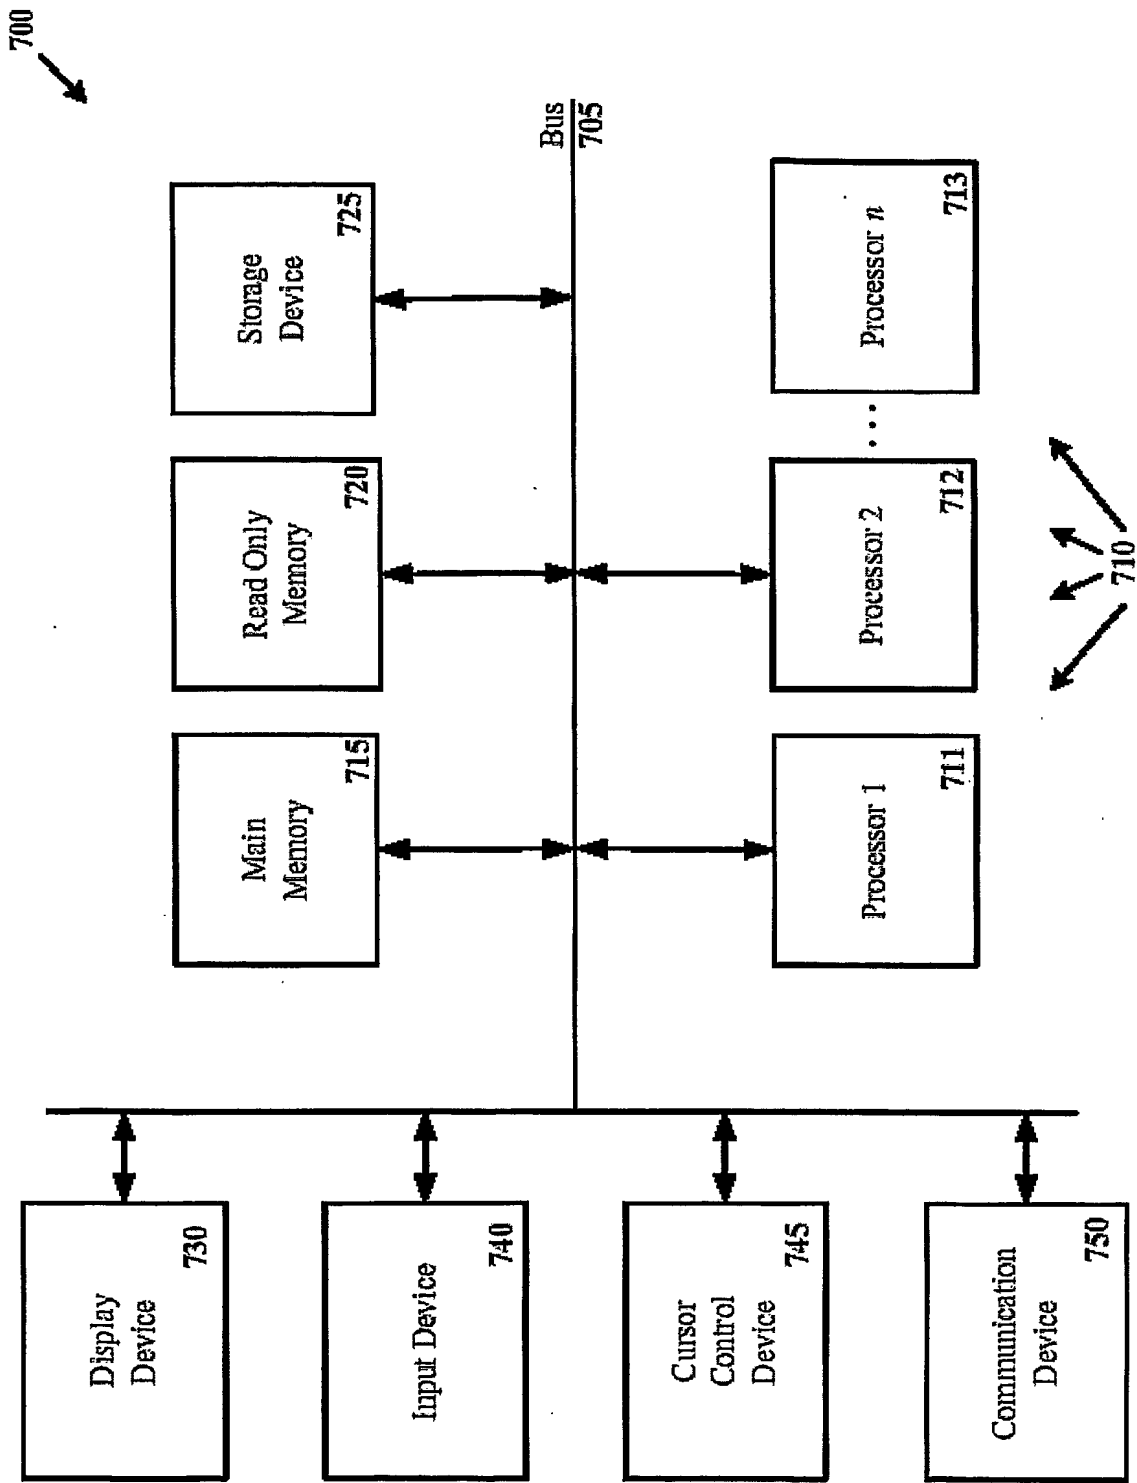 700
Bus
705
Display
Device
730
Input Device
740
Cursor
Control
Device
745
Communication
Device
750
Main
Memory
715
Read Only
Memory
720
Storage
Device
725
Processor 1
711
Processor 2
712
...
Processor n
713
710